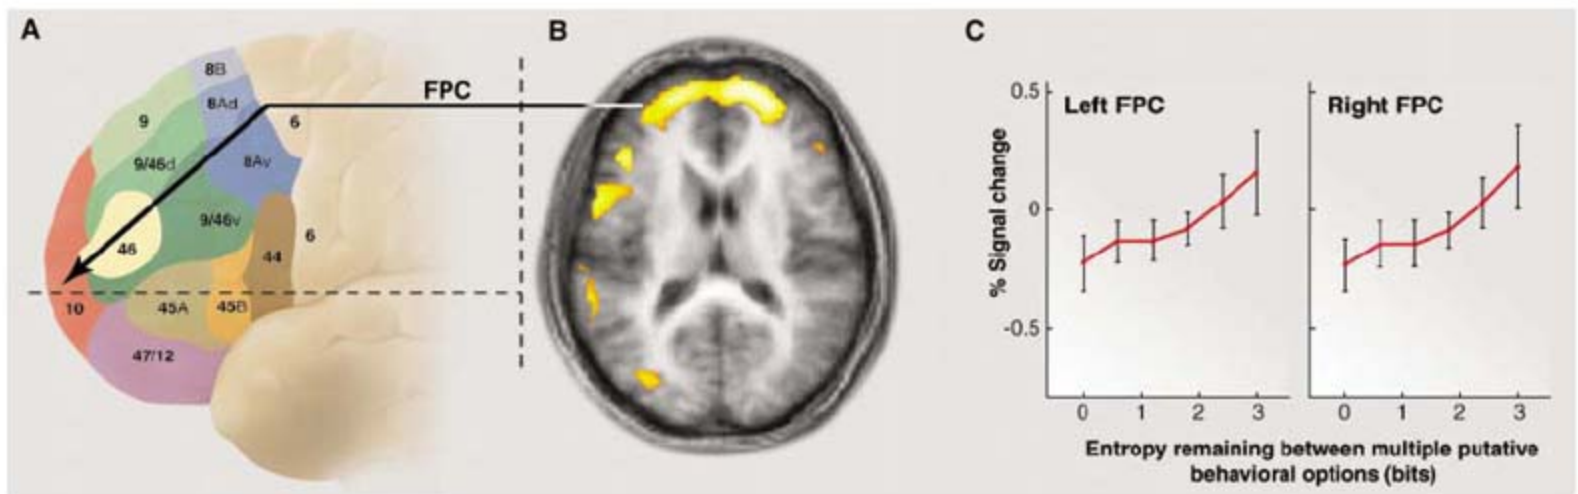 A
8B
8Ad
9
6
9/46d
8Av
9/46v
6
46
44
10
45A
45B
47/12
FPC
B
C
% Signal change
0.5
0
-0.5
Left FPC
0 1 2 3
Right FPC
0 1 2 3
Entropy remaining between multiple putative
behavioral options (bits)